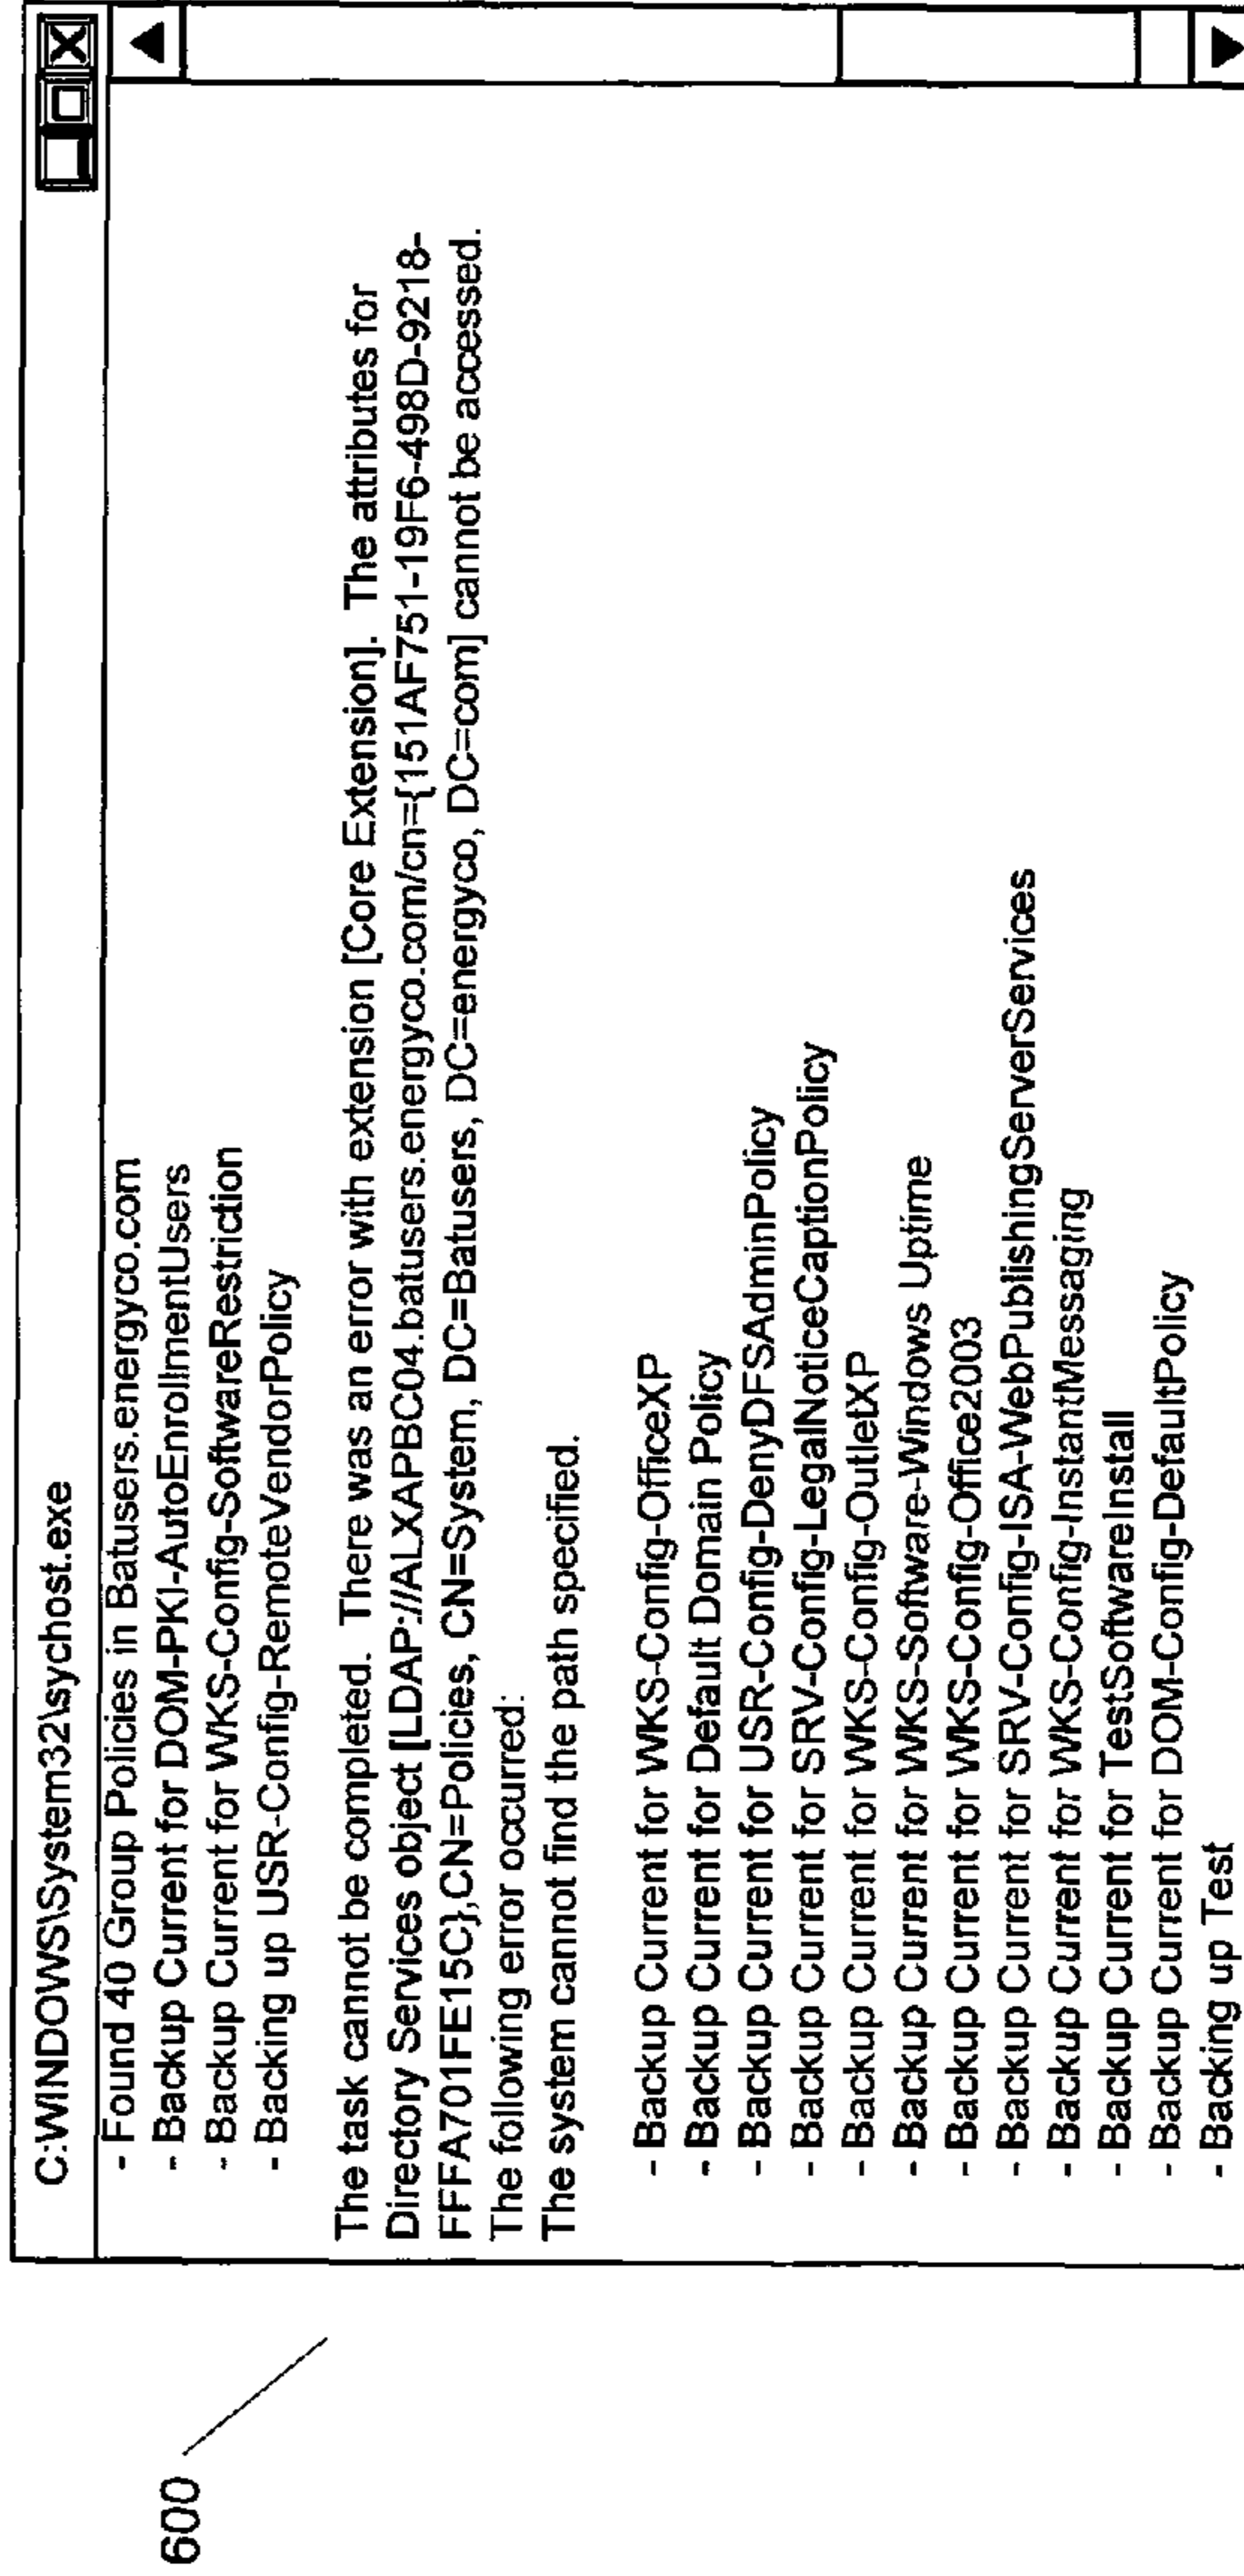 600
C:WINDOWS\System32\sychost.exe
- Found 40 Group Policies in Batusers.energyco.com
- Backup Current for DOM-PKI-AutoEnrollmentUsers
- Backup Current for WKS-Config-SoftwareRestriction
- Backing up USR-Config-RemoteVendorPolicy
The task cannot be completed. There was an error with extension [Core Extension]. The attributes for
Directory Services object [LDAP://ALXAPBC04.batusers.energyco.com/cn={151AF751-19F6-498D-9218-
FFFA701FE15C},CN=Policies, CN=System, DC=Batusers, DC=energyco, DC=com] cannot be accessed.
The following error occurred:
The system cannot find the path specified.
- Backup Current for WKS-Config-OfficeXP
- Backup Current for Default Domain Policy
- Backup Current for USR-Config-DenyDFSAdminPolicy
- Backup Current for SRV-Config-LegalNoticeCaptionPolicy
- Backup Current for WKS-Config-OutletXP
- Backup Current for WKS-Software-Windows Uptime
- Backup Current for WKS-Config-Office2003
- Backup Current for SRV-Config-ISA-WebPublishingServerServices
- Backup Current for WKS-Config-InstantMessaging
- Backup Current for TestSoftwareInstall
- Backup Current for DOM-Config-DefaultPolicy
- Backing up Test